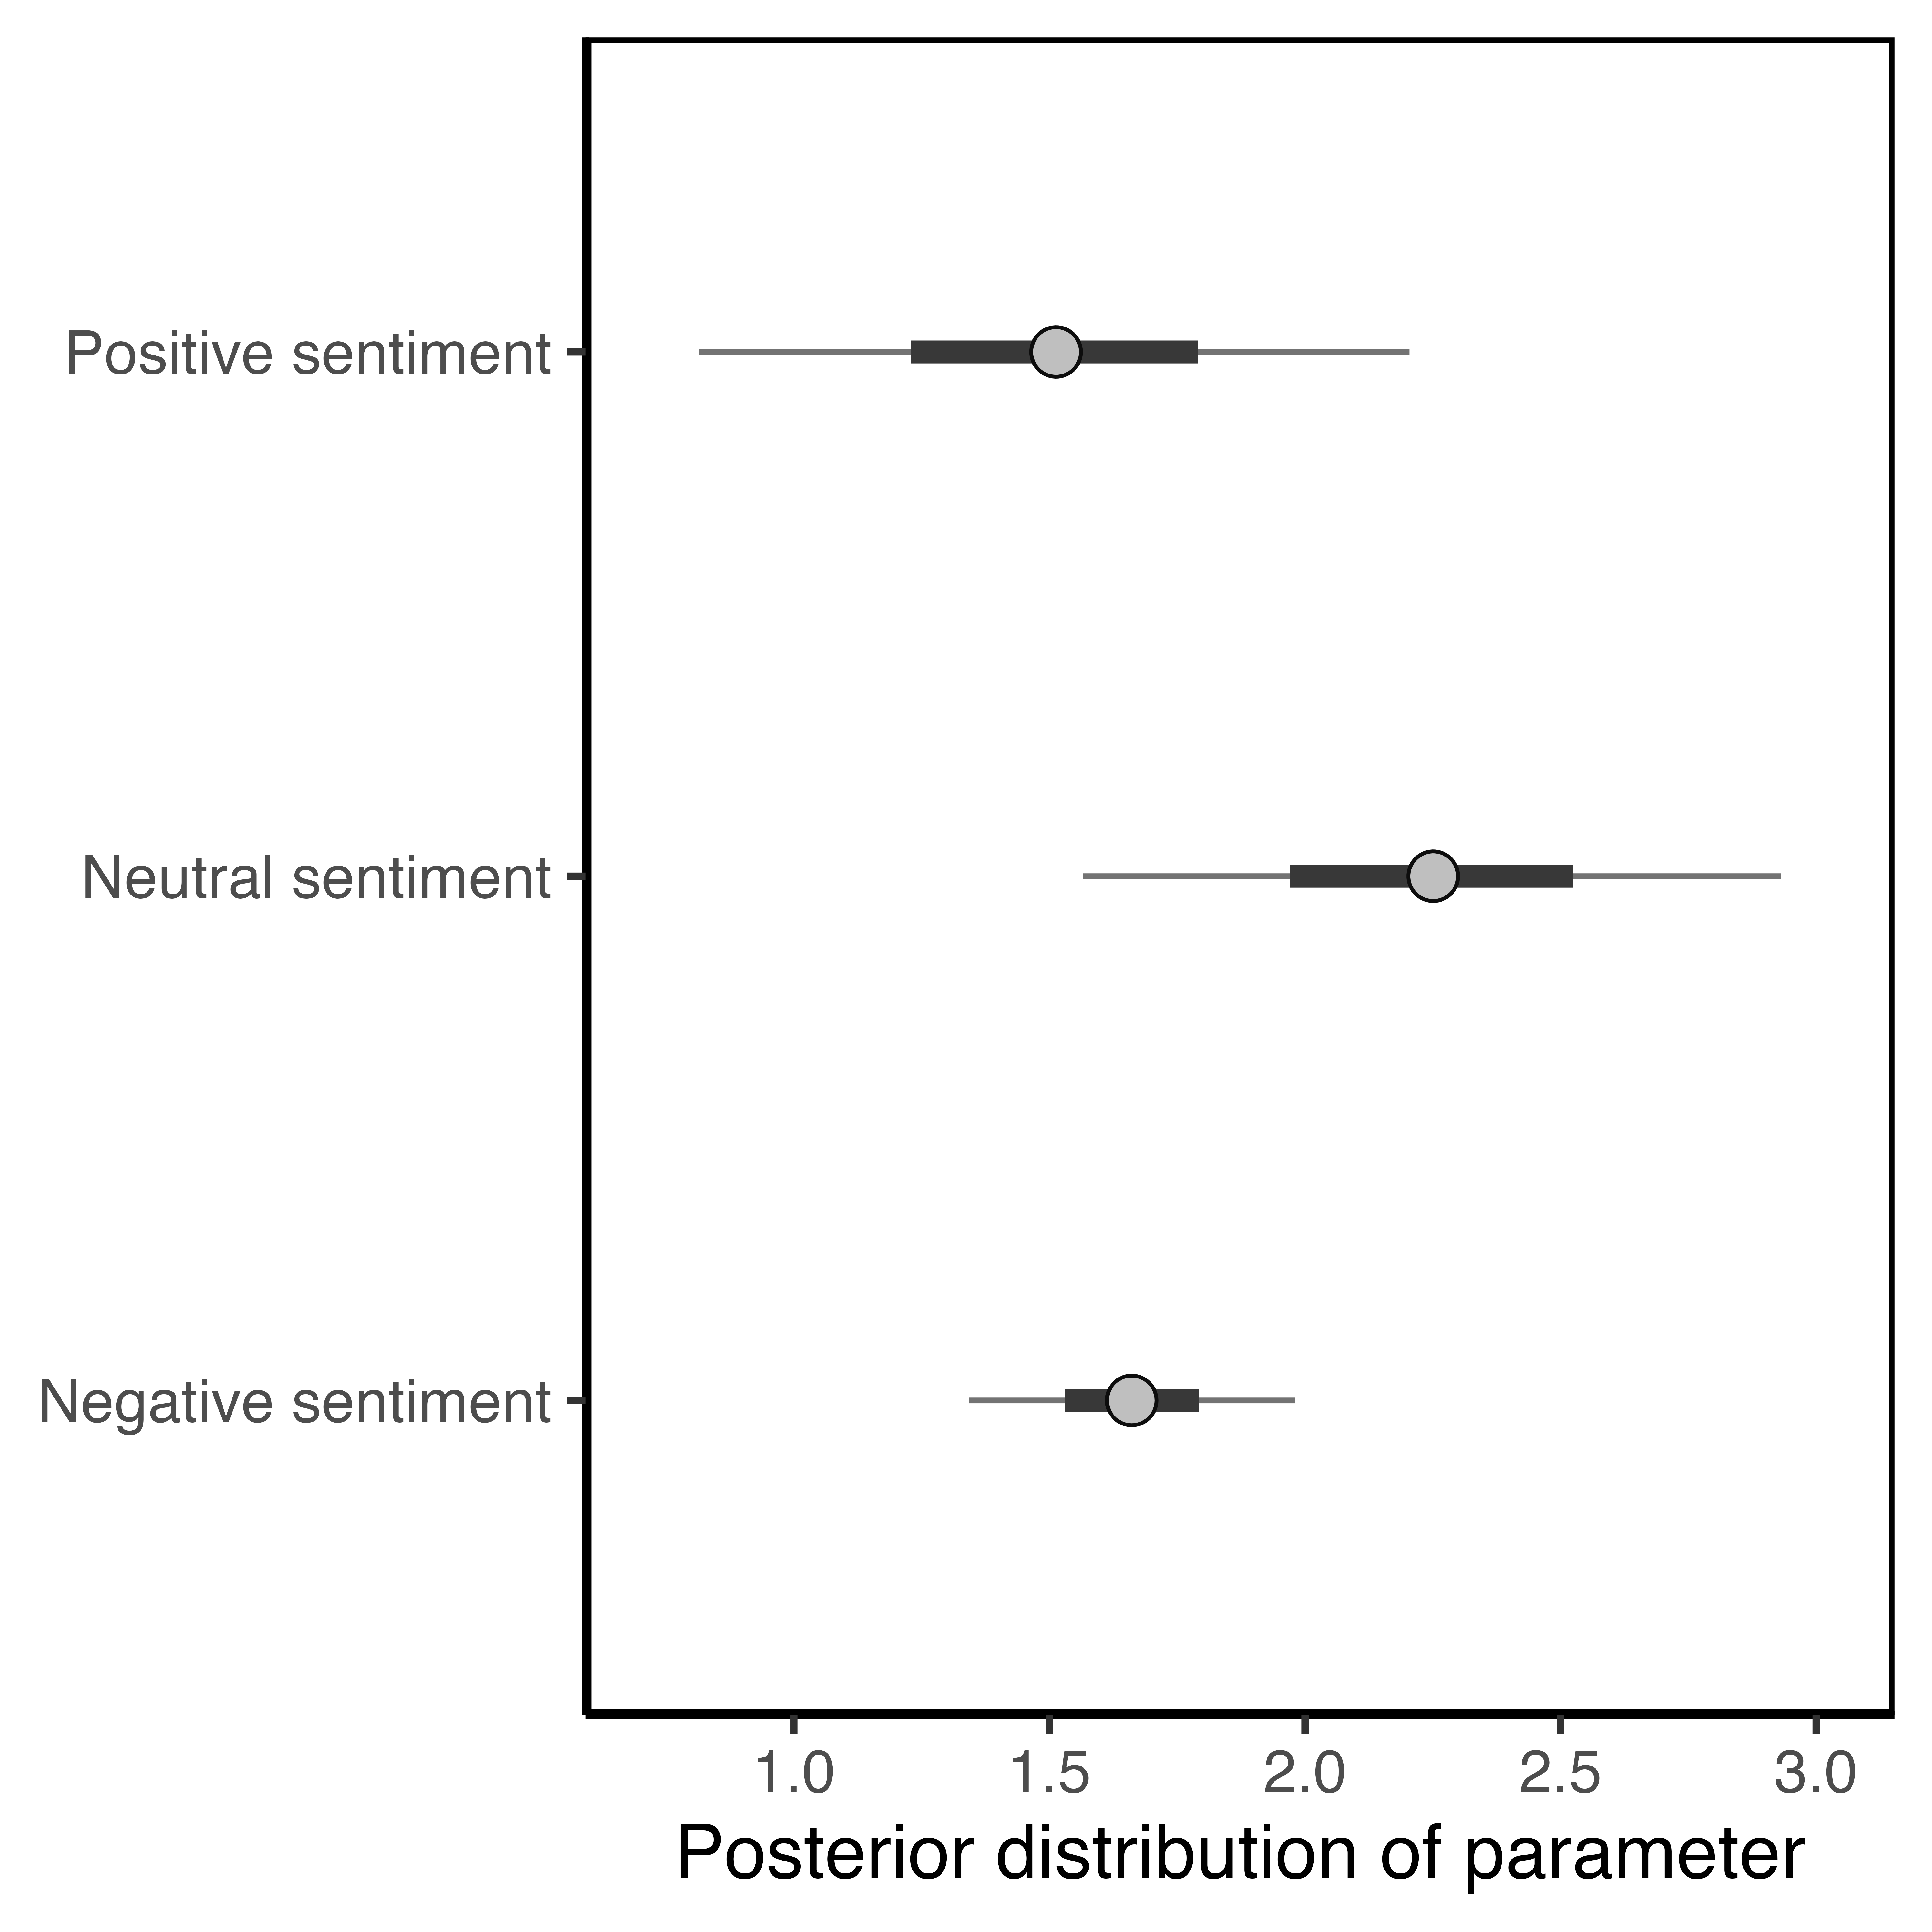 Positive sentiment
Neutral sentiment
Negative sentiment
1.0 1.5 2.0 2.5 3.0
Posterior distribution of parameter